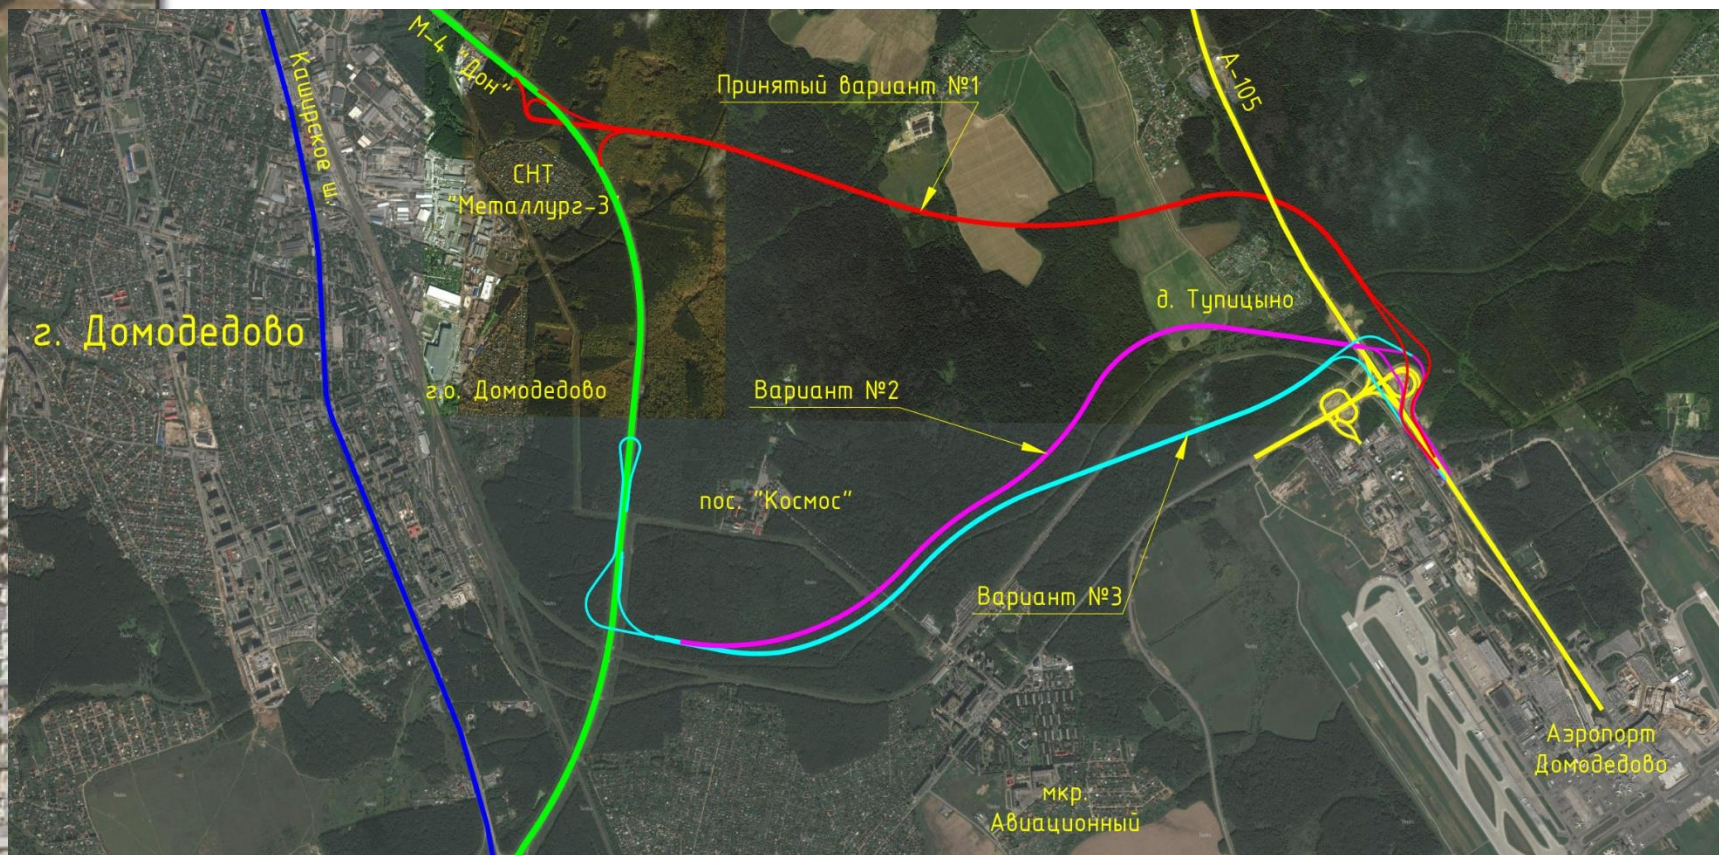 М-4 "Дон"
Каширское ш.
Принятый вариант №1
А-105
СНТ
"Металлург-3"
д. Тупицыно
г. Домодедово
г.о. Домодедово
Вариант №2
пос. "Космос"
Вариант №3
Аэропорт
Домодедово
мкр.
Авиационный